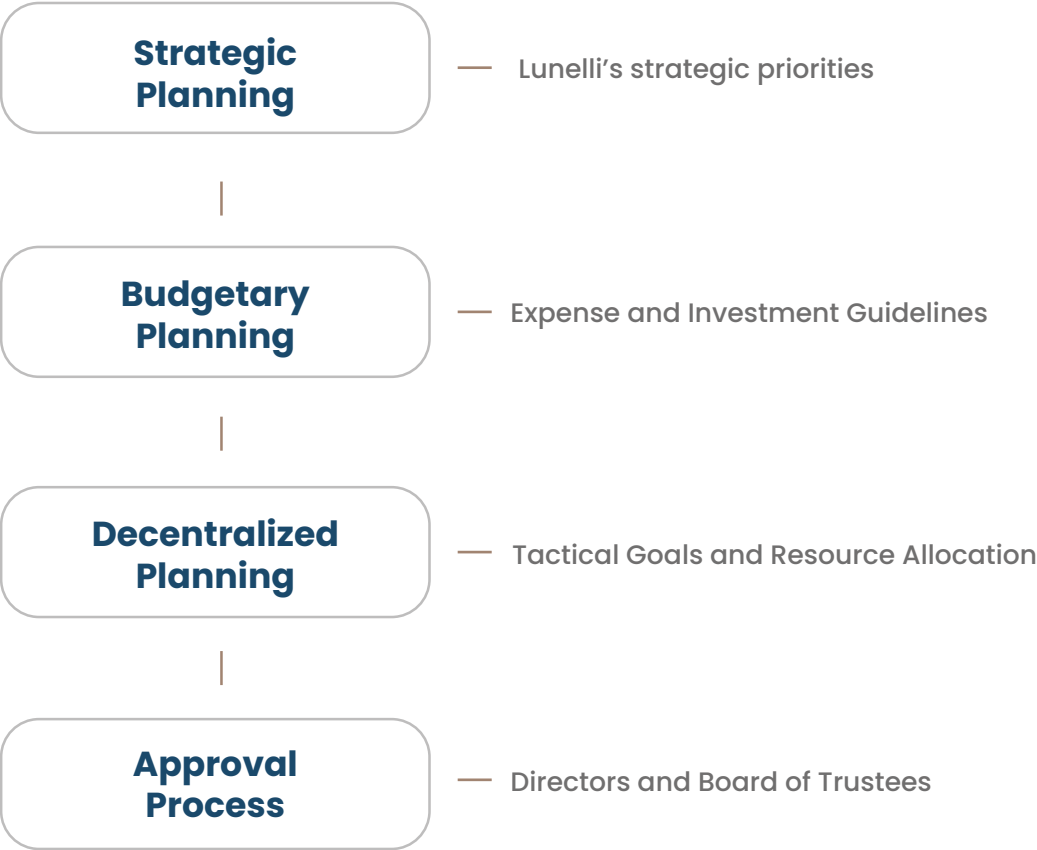 Strategic
Planning
Lunelli’s strategic priorities
Budgetary
Planning
Expense and Investment Guidelines
Decentralized
Planning
Tactical Goals and Resource Allocation
Approval
Process
Directors and Board of Trustees